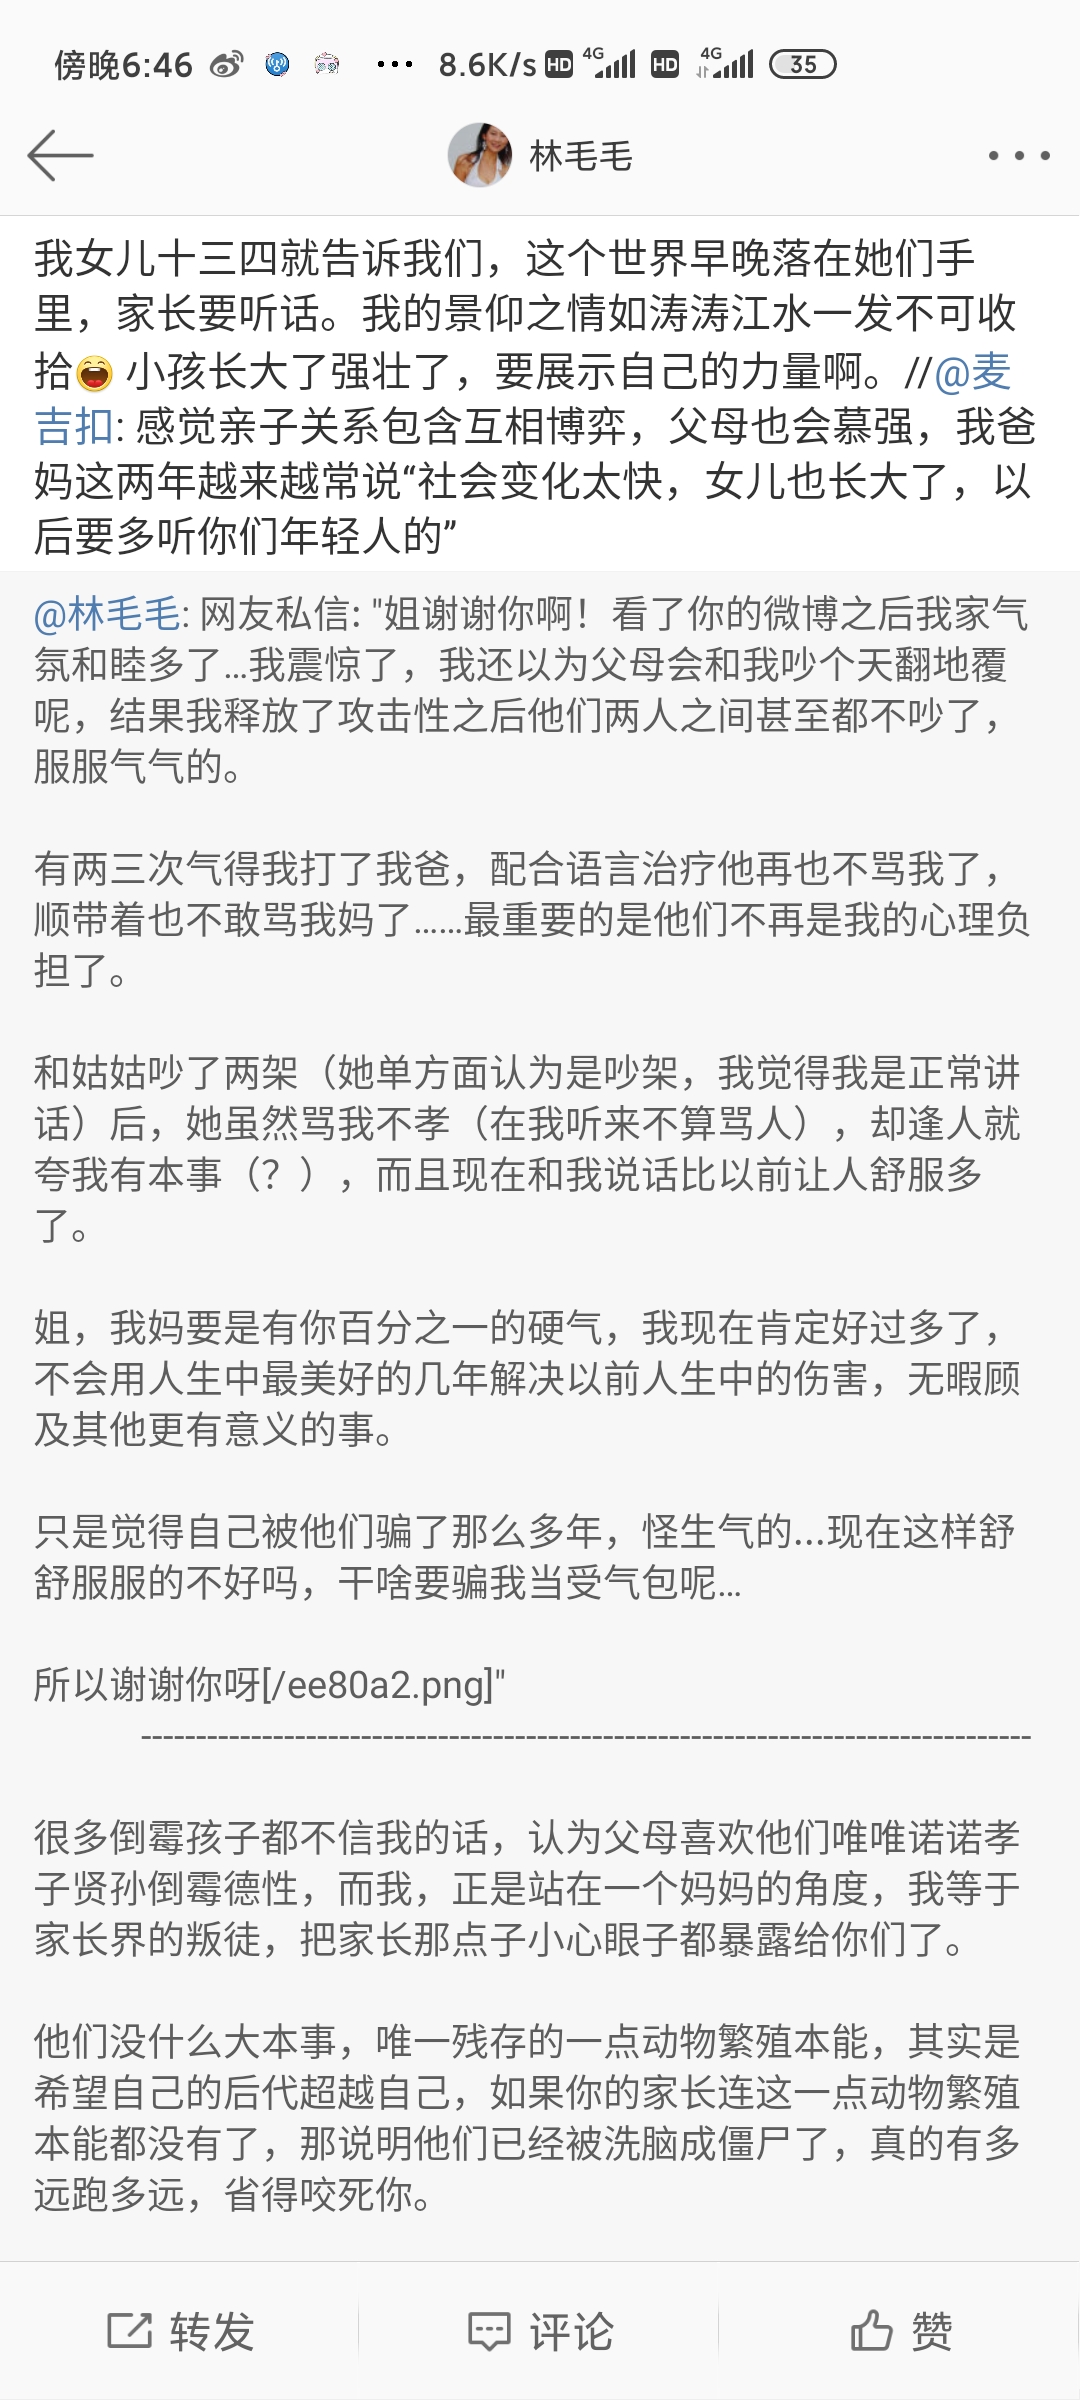 傍晚6:46 ··· 8.6K/s HD 4G HD 4G 35
林毛毛
我女儿十三四就告诉我们，这个世界早晚落在她们手
里，家长要听话。我的景仰之情如涛涛江水一发不可收
拾😄 小孩长大了强壮了，要展示自己的力量啊。//@麦
吉扣: 感觉亲子关系包含互相博弈，父母也会慕强，我爸
妈这两年越来越常说“社会变化太快，女儿也长大了，以
后要多听你们年轻人的”
@林毛毛: 网友私信: "姐谢谢你啊！看了你的微博之后我家气
氛和睦多了...我震惊了，我还以为父母会和我吵个天翻地覆
呢，结果我释放了攻击性之后他们两人之间甚至都不吵了，
服服气气的。
有两三次气得我打了我爸，配合语言治疗他再也不骂我了，
顺带着也不敢骂我妈了......最重要的是他们不再是我的心理负
担了。
和姑姑吵了两架（她单方面认为是吵架，我觉得我是正常讲
话）后，她虽然骂我不孝（在我听来不算骂人），却逢人就
夸我有本事（？），而且现在和我说话比以前让人舒服多
了。
姐，我妈要是有你百分之一的硬气，我现在肯定好过多了，
不会用人生中最美好的几年解决以前人生中的伤害，无暇顾
及其他更有意义的事。
只是觉得自己被他们骗了那么多年，怪生气的...现在这样舒
舒服服的不好吗，干啥要骗我当受气包呢...
所以谢谢你呀[/ee80a2.png]"
--------------------------------------------------------------------------------
很多倒霉孩子都不信我的话，认为父母喜欢他们唯唯诺诺孝
子贤孙倒霉德性，而我，正是站在一个妈妈的角度，我等于
家长界的叛徒，把家长那点子小心眼子都暴露给你们了。
他们没什么大本事，唯一残存的一点动物繁殖本能，其实是
希望自己的后代超越自己，如果你的家长连这一点动物繁殖
本能都没有了，那说明他们已经被洗脑成僵尸了，真的有多
远跑多远，省得咬死你。
转发 评论 赞